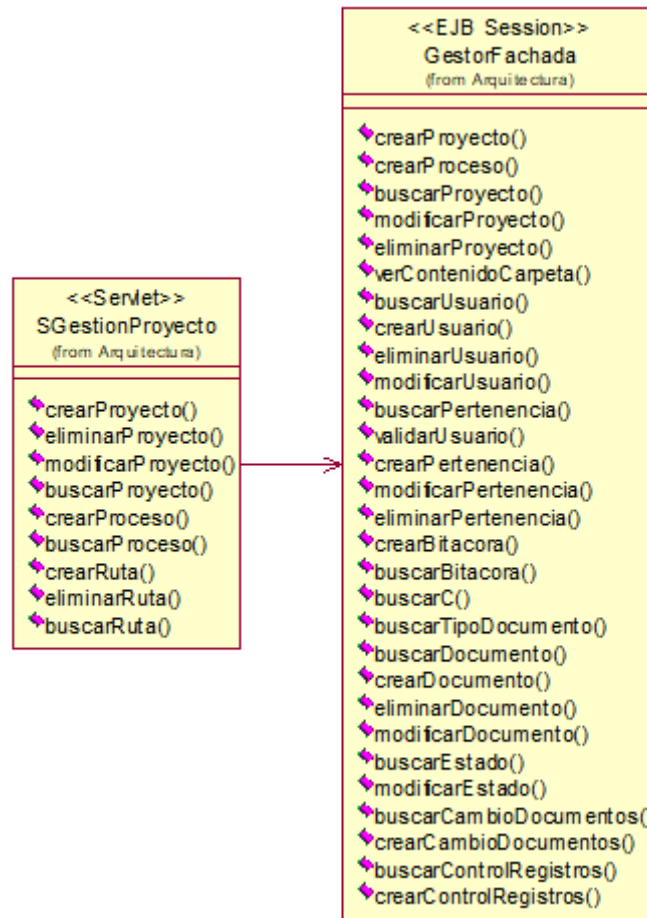 <<Servlet>>
SGestionProyecto
(from Arquitectura)
crearProyecto()
eliminarProyecto()
modificarProyecto()
buscarProyecto()
crearProceso()
buscarProceso()
crearRuta()
eliminarRuta()
buscarRuta()
<<EJB Session>>
GestorFachada
(from Arquitectura)
crearProyecto()
crearProceso()
buscarProyecto()
modificarProyecto()
eliminarProyecto()
verContenidoCarpeta()
buscarUsuario()
crearUsuario()
eliminarUsuario()
modificarUsuario()
buscarPertenencia()
validarUsuario()
crearPertenencia()
modificarPertenencia()
eliminarPertenencia()
crearBitacora()
buscarBitacora()
buscarC()
buscarTipoDocumento()
buscarDocumento()
crearDocumento()
eliminarDocumento()
modificarDocumento()
buscarEstado()
modificarEstado()
buscarCambioDocumentos()
crearCambioDocumentos()
buscarControlRegistros()
crearControlRegistros()